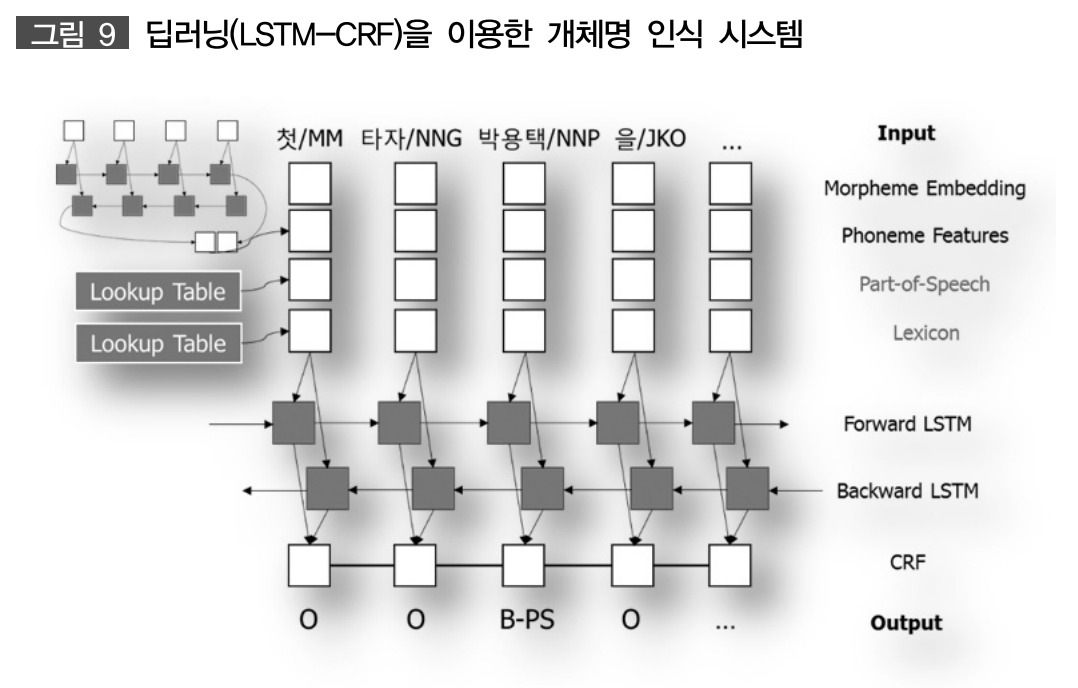 그림 9 딥러닝(LSTM-CRF)을 이용한 개체명 인식 시스템
첫/MM 타자/NNG 박용택/NNP 을/JKO ... Input
Morpheme Embedding
Phoneme Features
Lookup Table Part-of-Speech
Lookup Table Lexicon
Forward LSTM
Backward LSTM
CRF
O O B-PS O ... Output